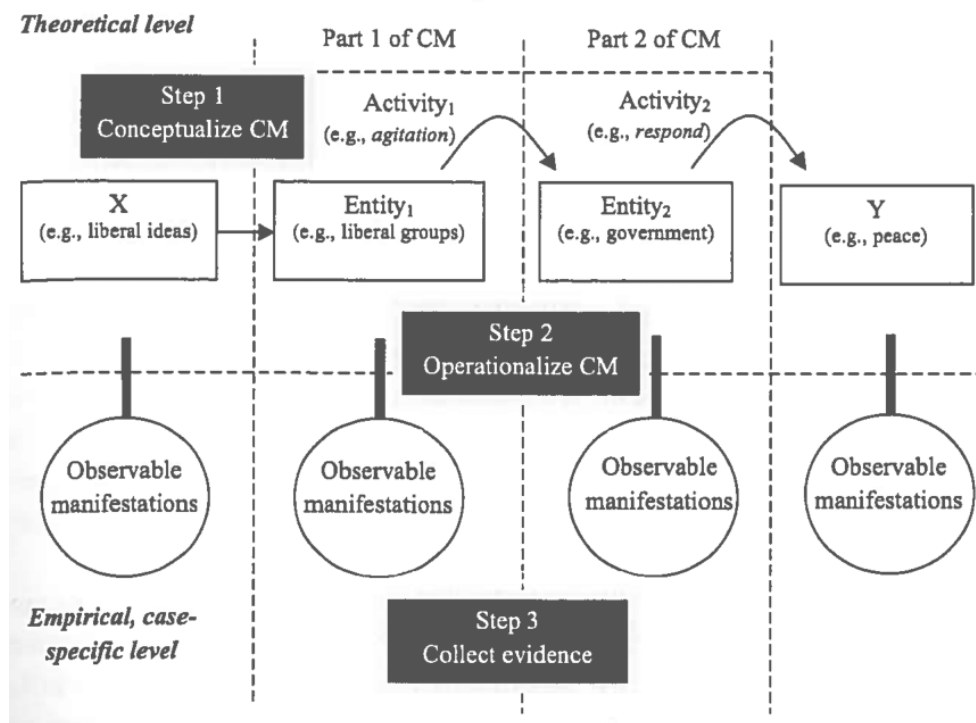 Theoretical level
Part 1 of CM
Part 2 of CM
Step 1
Conceptualize CM
Activity₁
(e.g., agitation)
Activity₂
(e.g., respond)
X
(e.g., liberal ideas)
Entity₁
(e.g., liberal groups)
Entity₂
(e.g., government)
Y
(e.g., peace)
Step 2
Operationalize CM
Observable
manifestations
Observable
manifestations
Observable
manifestations
Observable
manifestations
Empirical, case-
specific level
Step 3
Collect evidence